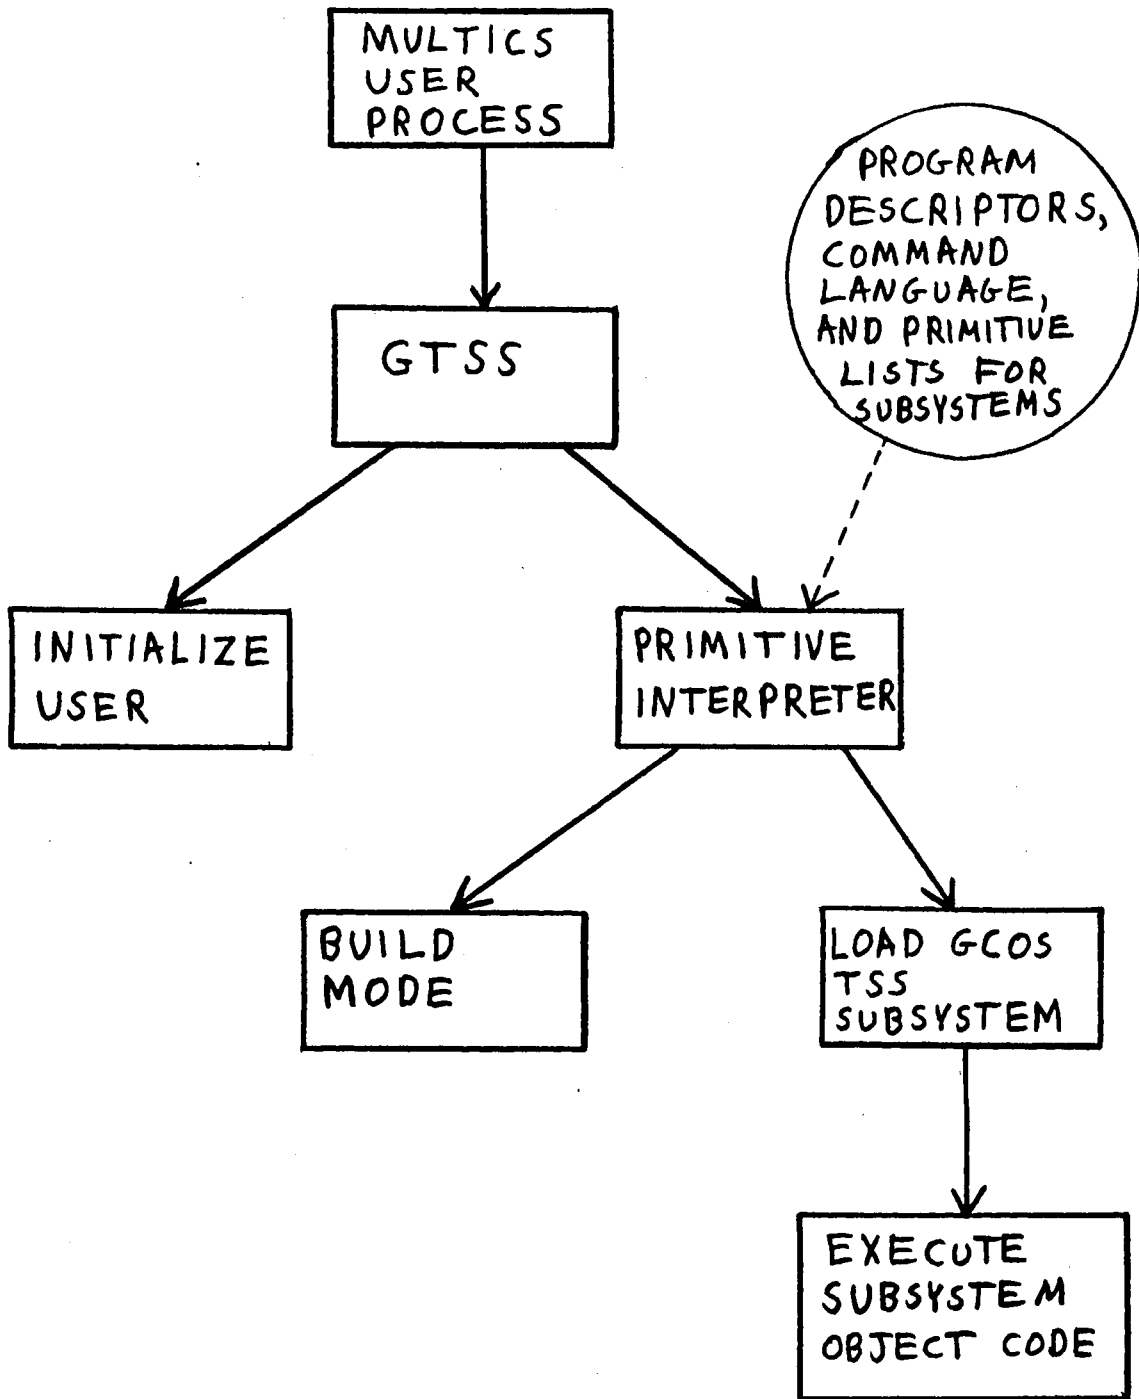 MULTICS
USER
PROCESS
PROGRAM
DESCRIPTORS,
COMMAND
LANGUAGE,
AND PRIMITIVE
LISTS FOR
SUBSYSTEMS
GTSS
INITIALIZE
USER
PRIMITIVE
INTERPRETER
BUILD
MODE
LOAD GCOS
TSS
SUBSYSTEM
EXECUTE
SUBSYSTEM
OBJECT CODE